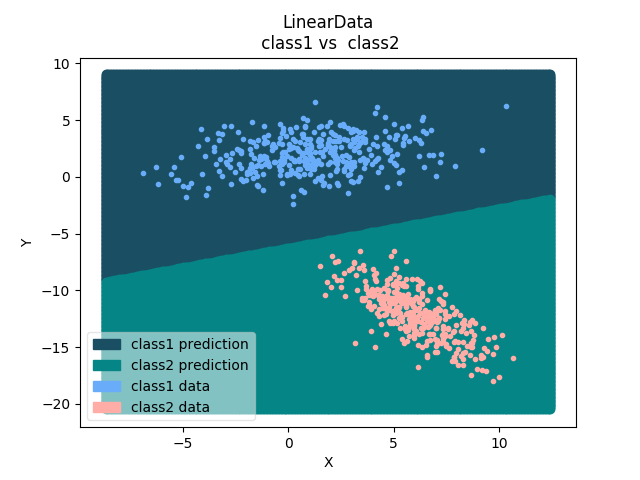 LinearData
class1 vs  class2
10
5
0
−5
−10
−15
−20
Y
class1 prediction
class2 prediction
class1 data
class2 data
−5
0
5
10
X